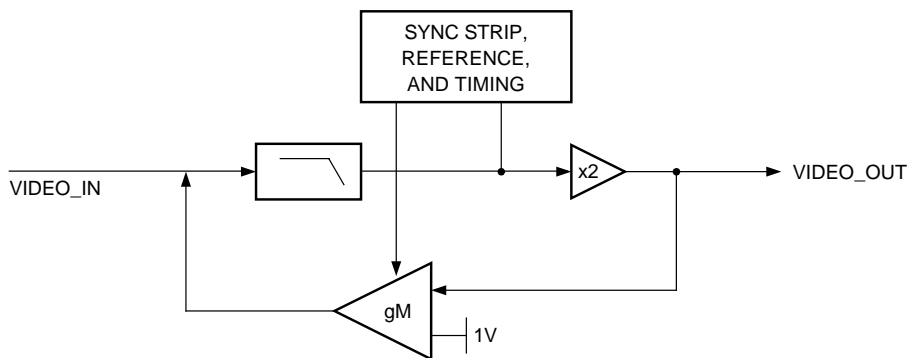 SYNC STRIP,
REFERENCE,
AND TIMING
VIDEO_IN
x2
VIDEO_OUT
gM
1V